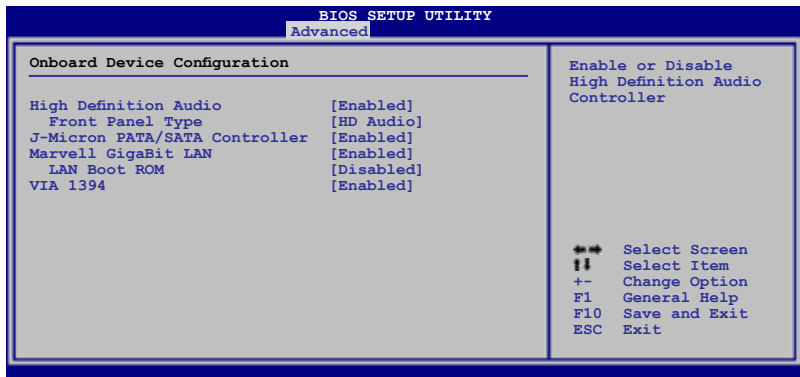 BIOS SETUP UTILITY
Advanced
Onboard Device Configuration
High Definition Audio [Enabled]
Front Panel Type [HD Audio]
J-Micron PATA/SATA Controller [Enabled]
Marvell GigaBit LAN [Enabled]
LAN Boot ROM [Disabled]
VIA 1394 [Enabled]
Enable or Disable
High Definition Audio
Controller
←→ Select Screen
↑↓ Select Item
+- Change Option
F1 General Help
F10 Save and Exit
ESC Exit